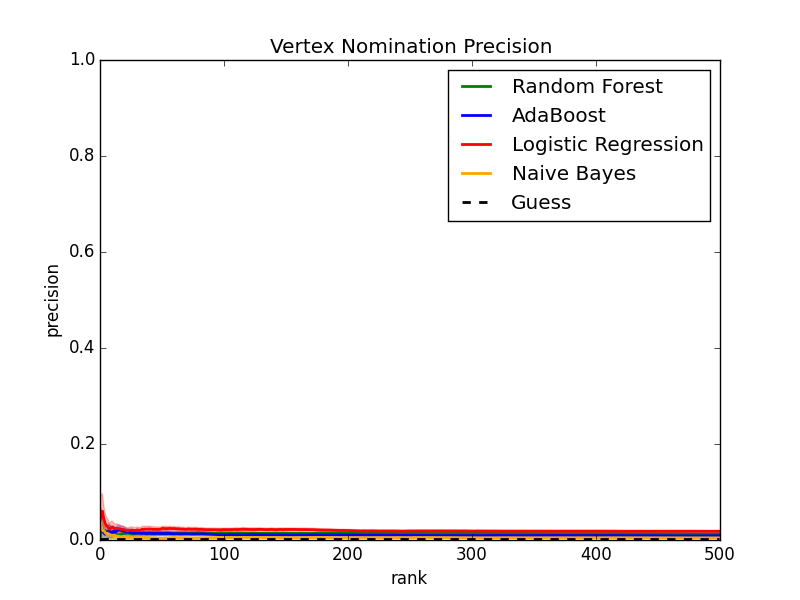 Vertex Nomination Precision
1.0
0.8
0.6
0.4
0.2
0.0
precision
Random Forest
AdaBoost
Logistic Regression
Naive Bayes
Guess
0 100 200 300 400 500
rank